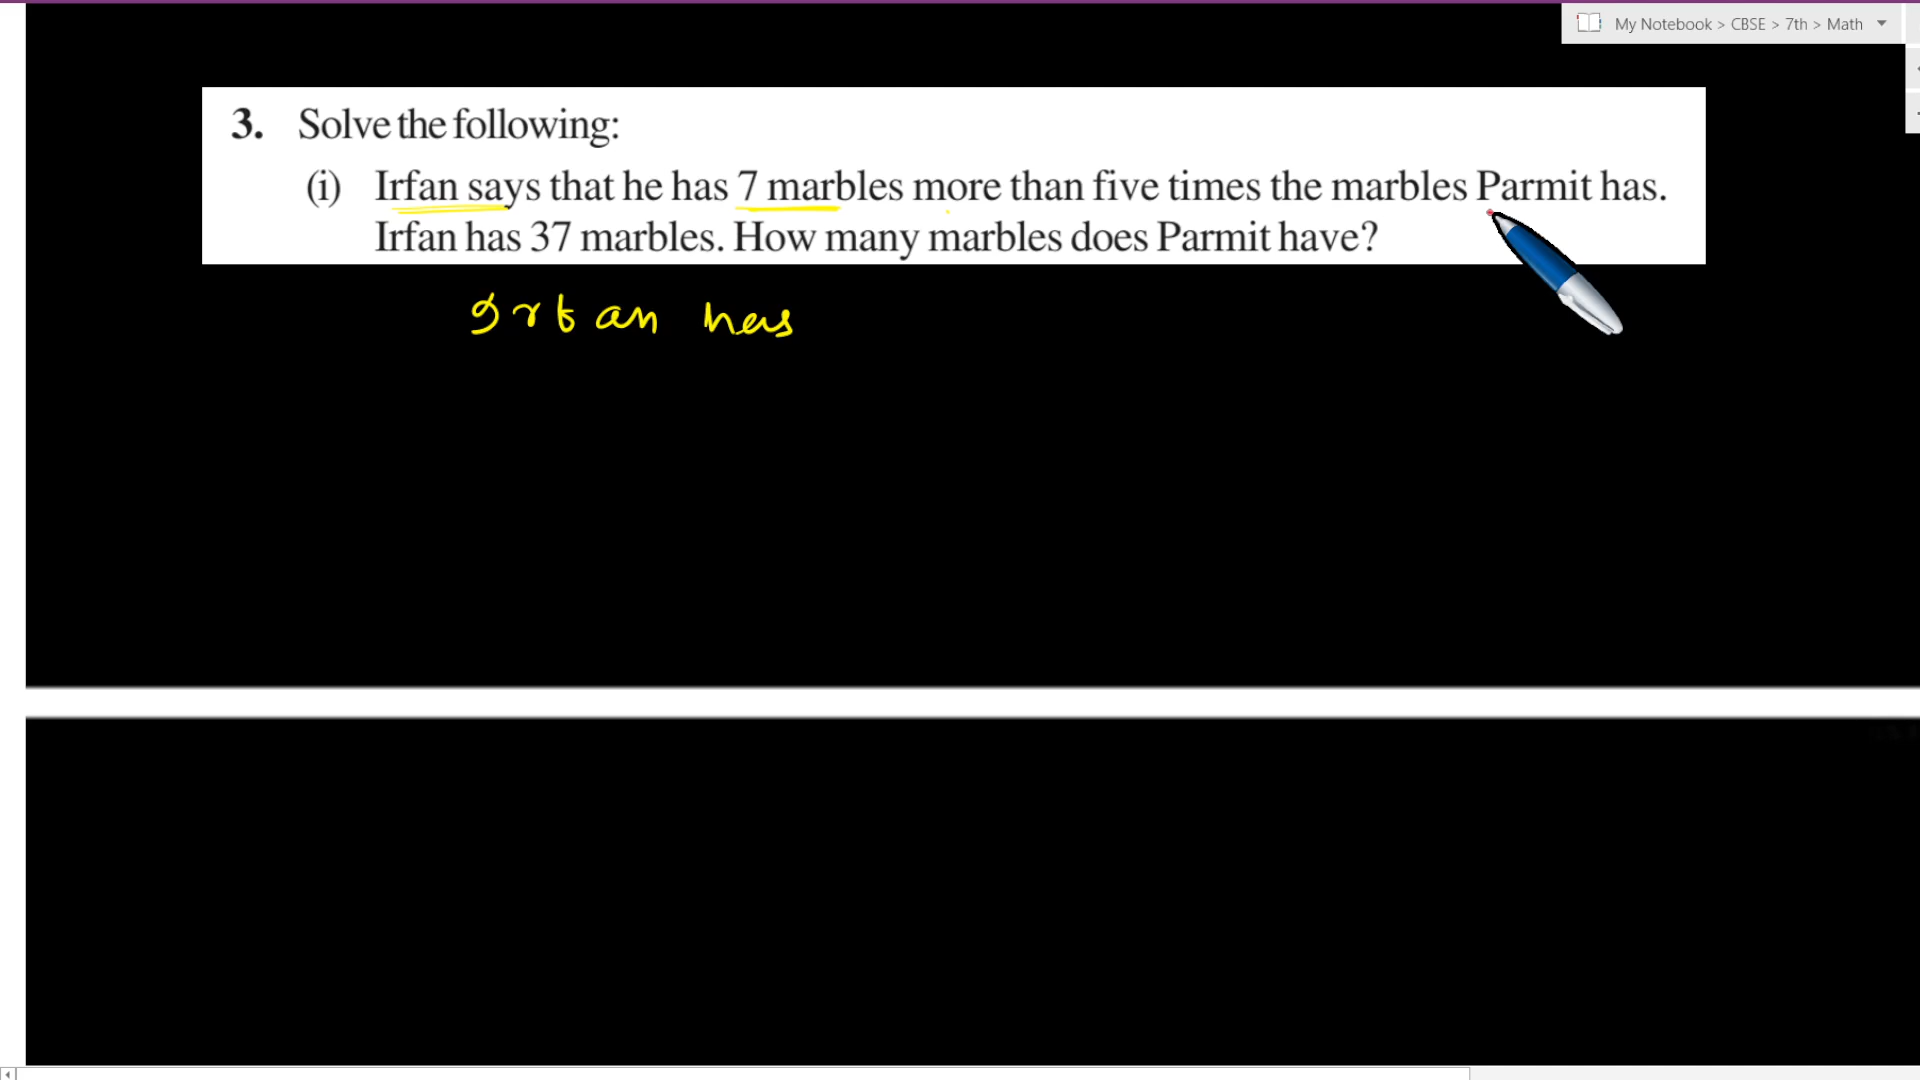 My Notebook > CBSE > 7th > Math
3. Solve the following:
(i) Irfan says that he has 7 marbles more than five times the marbles Parmit has.
Irfan has 37 marbles. How many marbles does Parmit have?
Irfan has